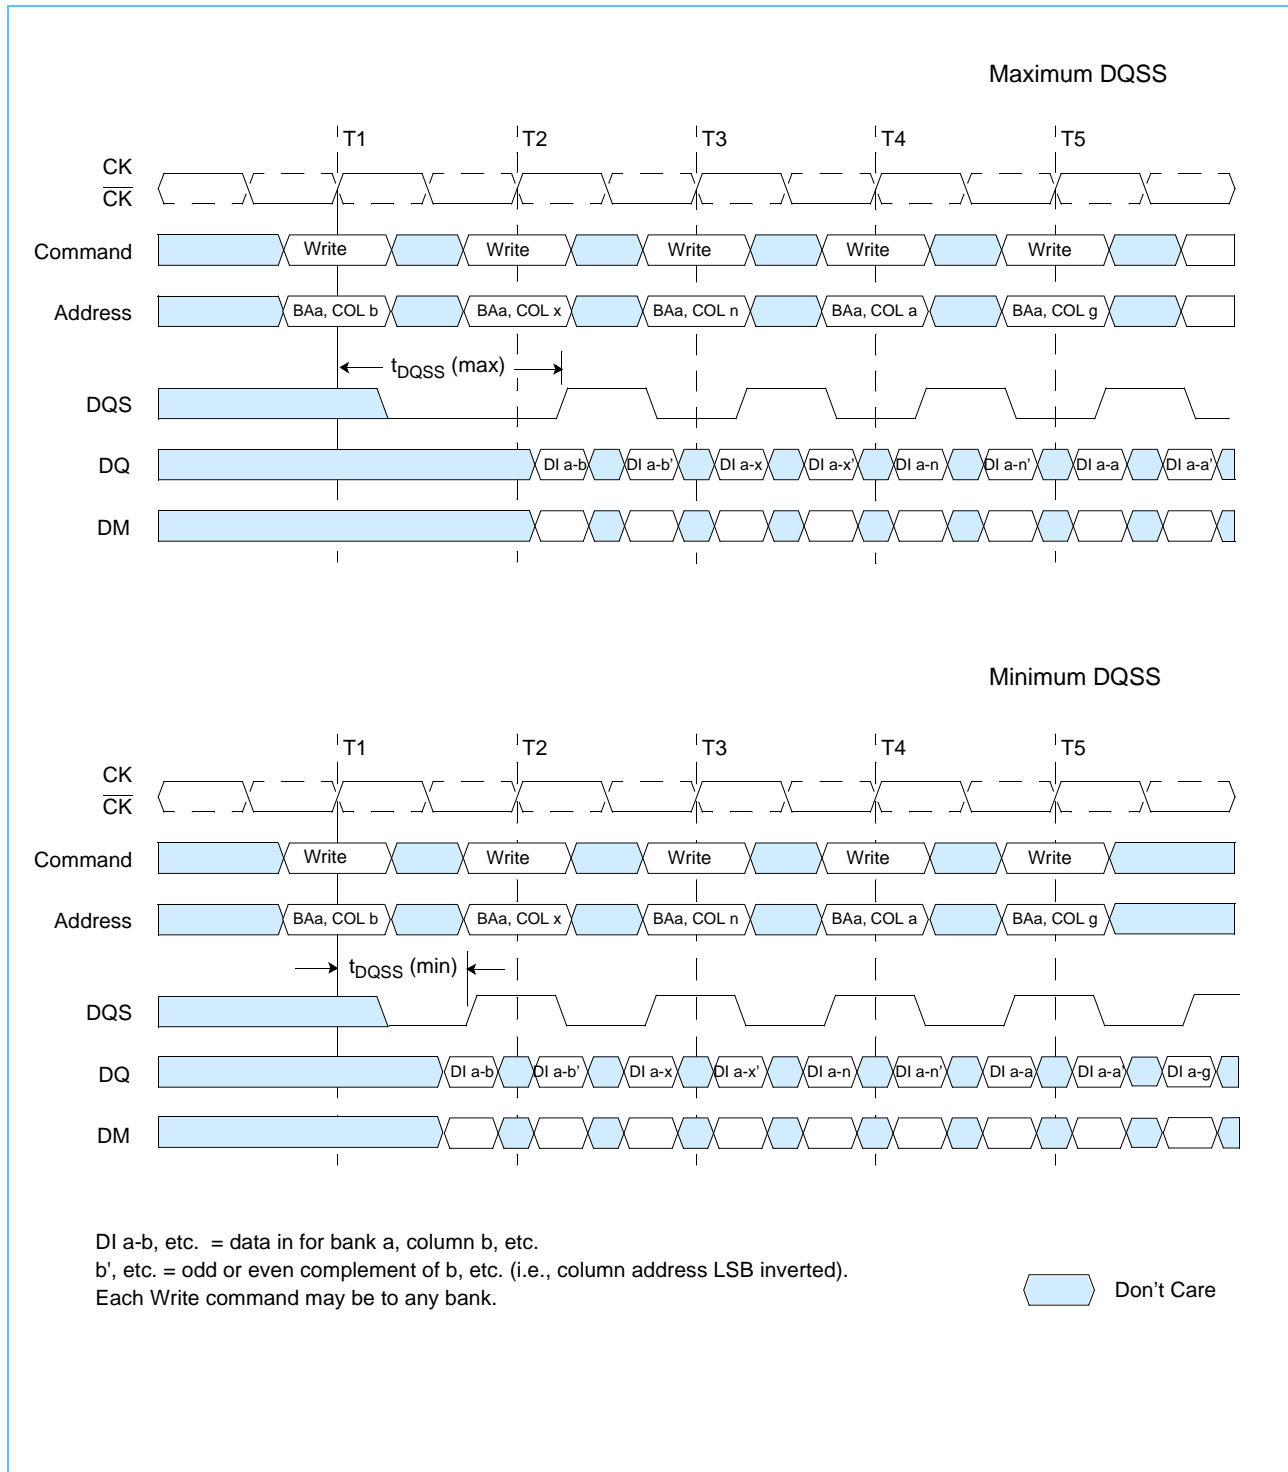 Maximum DQSS
T1 T2 T3 T4 T5
CK
CK
Command Write Write Write Write Write
Address BAa, COL b BAa, COL x BAa, COL n BAa, COL a BAa, COL g
tDQSS (max)
DQS
DQ DI a-b DI a-b' DI a-x DI a-x' DI a-n DI a-n' DI a-a DI a-a'
DM
Minimum DQSS
T1 T2 T3 T4 T5
CK
CK
Command Write Write Write Write Write
Address BAa, COL b BAa, COL x BAa, COL n BAa, COL a BAa, COL g
tDQSS (min)
DQS
DQ DI a-b DI a-b' DI a-x DI a-x' DI a-n DI a-n' DI a-a DI a-a' DI a-g
DM
DI a-b, etc. = data in for bank a, column b, etc.
b', etc. = odd or even complement of b, etc. (i.e., column address LSB inverted).
Each Write command may be to any bank.
Don't Care